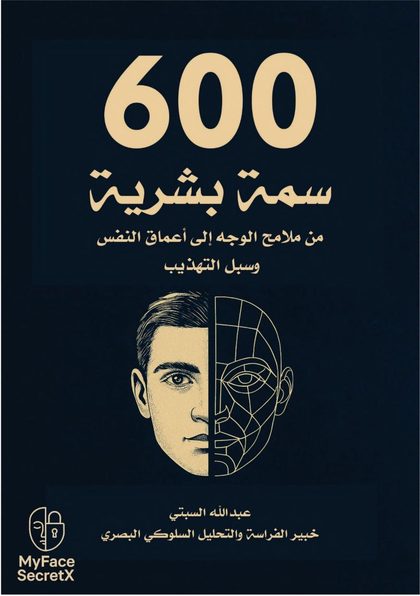 600
سمة بشرية
من ملامح الوجه إلى أعماق النفس
وسبل التهذيب
عبدالله السبتي
خبير الفراسة والتحليل السلوكي البصري
MyFace
SecretX